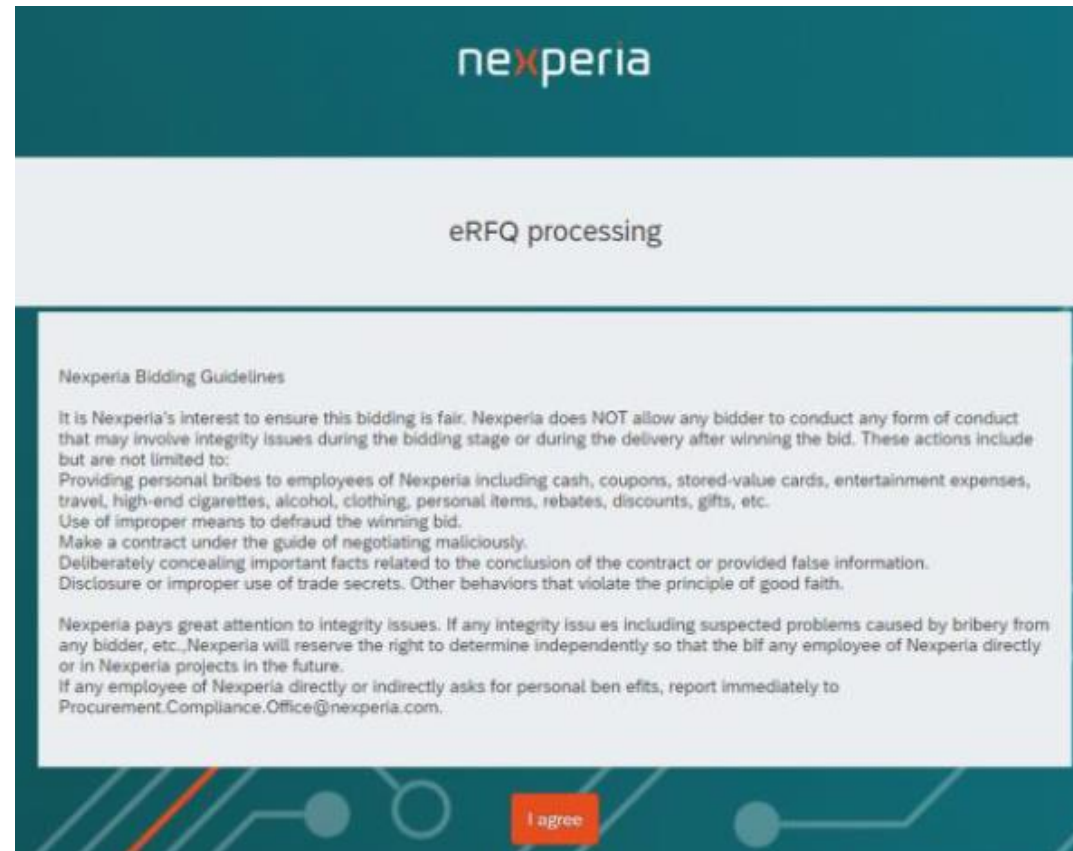 nexperia
eRFQ processing
Nexperia Bidding Guidelines
It is Nexperia's interest to ensure this bidding is fair. Nexperia does NOT allow any bidder to conduct any form of conduct
that may involve integrity issues during the bidding stage or during the delivery after winning the bid. These actions include
but are not limited to:
Providing personal bribes to employees of Nexperia including cash, coupons, stored-value cards, entertainment expenses,
travel, high-end cigarettes, alcohol, clothing, personal items, rebates, discounts, gifts, etc.
Use of improper means to defraud the winning bid.
Make a contract under the guide of negotiating maliciously.
Deliberately concealing important facts related to the conclusion of the contract or provided false information.
Disclosure or improper use of trade secrets. Other behaviors that violate the principle of good faith.
Nexperia pays great attention to integrity issues. If any integrity issu es including suspected problems caused by bribery from
any bidder, etc.,Nexperia will reserve the right to determine independently so that the bif any employee of Nexperia directly
or in Nexperia projects in the future.
If any employee of Nexperia directly or indirectly asks for personal ben efits, report immediately to
Procurement.Compliance.Office@nexperia.com.
I agree